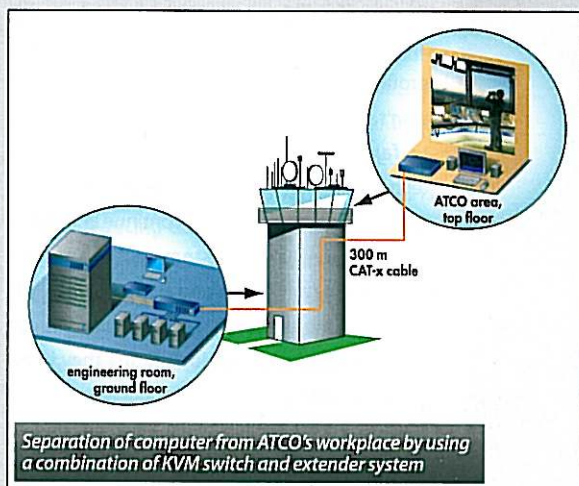 ATCO area,
top floor
300 m
CAT-x cable
engineering room,
ground floor
Separation of computer from ATCO's workplace by using
a combination of KVM switch and extender system